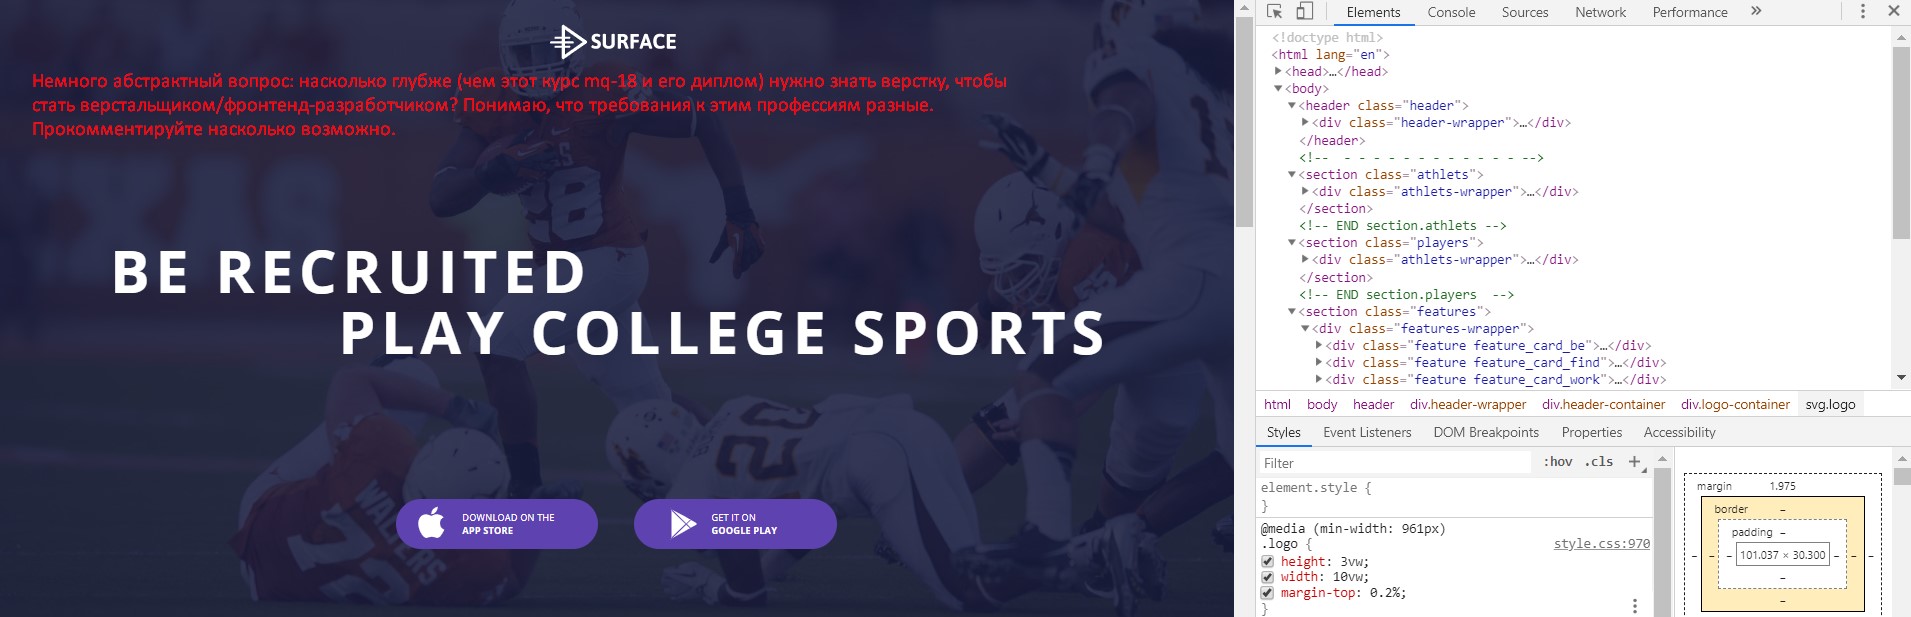 SURFACE
Немного абстрактный вопрос: насколько глубже (чем этот курс mq-18 и его диплом) нужно знать верстку, чтобы
стать верстальщиком/фронтенд-разработчиком? Понимаю, что требования к этим профессиям разные.
Прокомментируйте насколько возможно.
BE RECRUITED
PLAY COLLEGE SPORTS
DOWNLOAD ON THE
APP STORE
GET IT ON
GOOGLE PLAY
WALTERS
Elements Console Sources Network Performance »
<!doctype html>
<html lang="en">
<head>…</head>
<body>
<header class="header">
<div class="header-wrapper">…</div>
</header>
<!-- - - - - - - - - - - - - -->
<section class="athlets">
<div class="athlets-wrapper">…</div>
</section>
<!-- END section.athlets -->
<section class="players">
<div class="athlets-wrapper">…</div>
</section>
<!-- END section.players -->
<section class="features">
<div class="features-wrapper">
<div class="feature feature_card_be">…</div>
<div class="feature feature_card_find">…</div>
<div class="feature feature_card_work">…</div>
html body header div.header-wrapper div.header-container div.logo-container svg.logo
Styles Event Listeners DOM Breakpoints Properties Accessibility
Filter :hov .cls +
element.style {
}
@media (min-width: 961px)
.logo { style.css:970
height: 3vw;
width: 10vw;
margin-top: 0.2%;
}
margin 1.975
border –
padding –
101.037 × 30.300